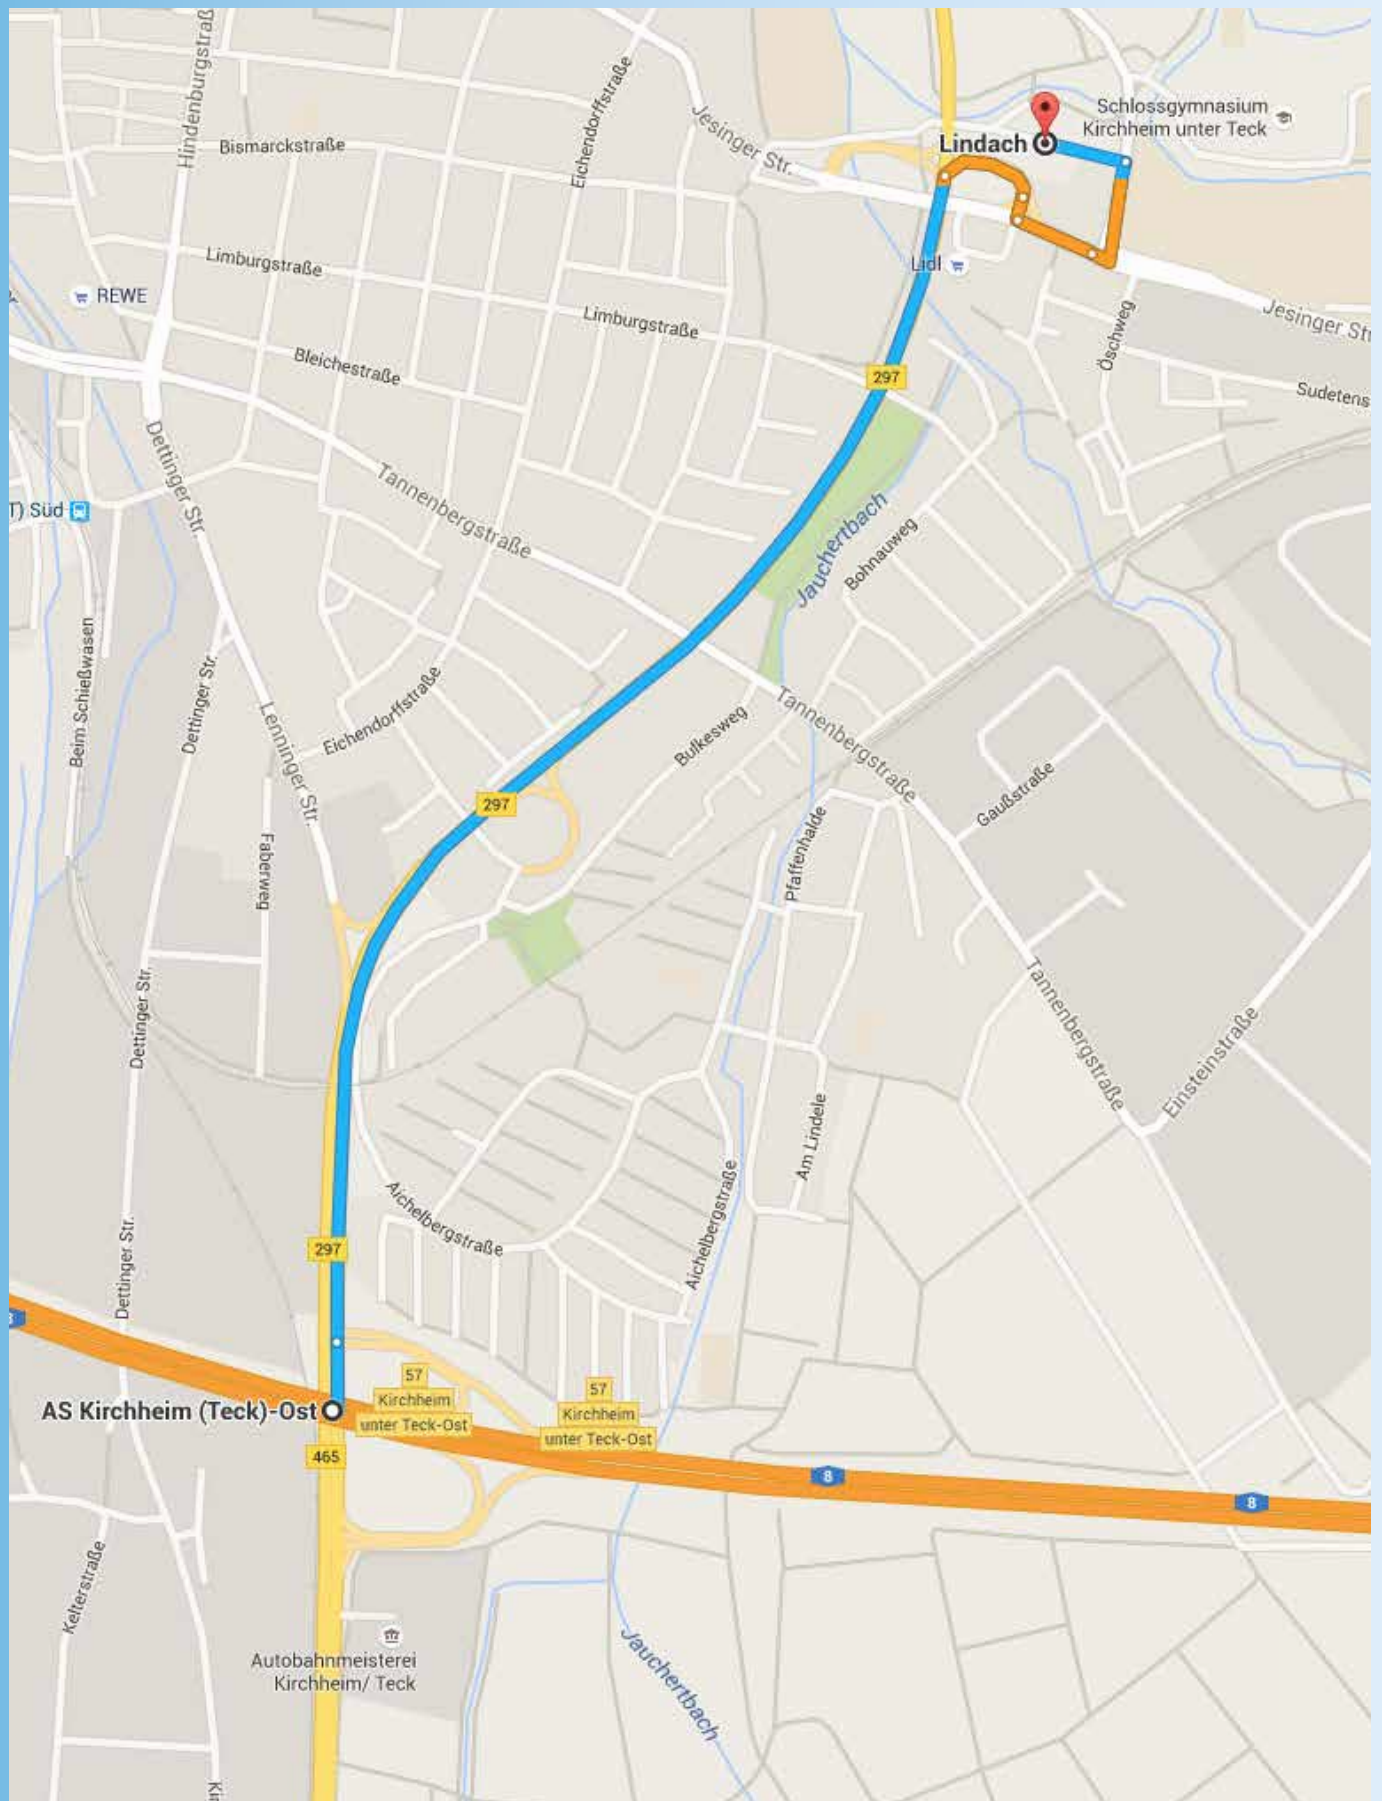 Hindenburgstraß
Eichendorffstraße
Jesinger Str.
Schlossgymnasium
Kirchheim unter Teck
Lindach
Bismarckstraße
Limburgstraße
Lidl
REWE
Limburgstraße
Jesinger Str
Öschweg
Bleichestraße
297
Sudetens
Dettinger Str.
Tannenbergstraße
T) Süd
Jauchertbach
Bohnauweg
Beim Schießwasen
Dettinger Str.
Eichendorffstraße
Lenninger Str.
Bulkesweg
Tannenbergstraße
Gaußstraße
297
Pfaffenhalde
Faberweg
Dettinger Str.
Tannenbergstraße
Einsteinstraße
Am Lindele
Aichelbergstraße
Aichelbergstraße
Dettinger Str.
297
57
Kirchheim
unter Teck-Ost
57
Kirchheim
unter Teck-Ost
AS Kirchheim (Teck)-Ost
465
8
8
Kelterstraße
Autobahnmeisterei
Kirchheim/ Teck
Jauchertbach